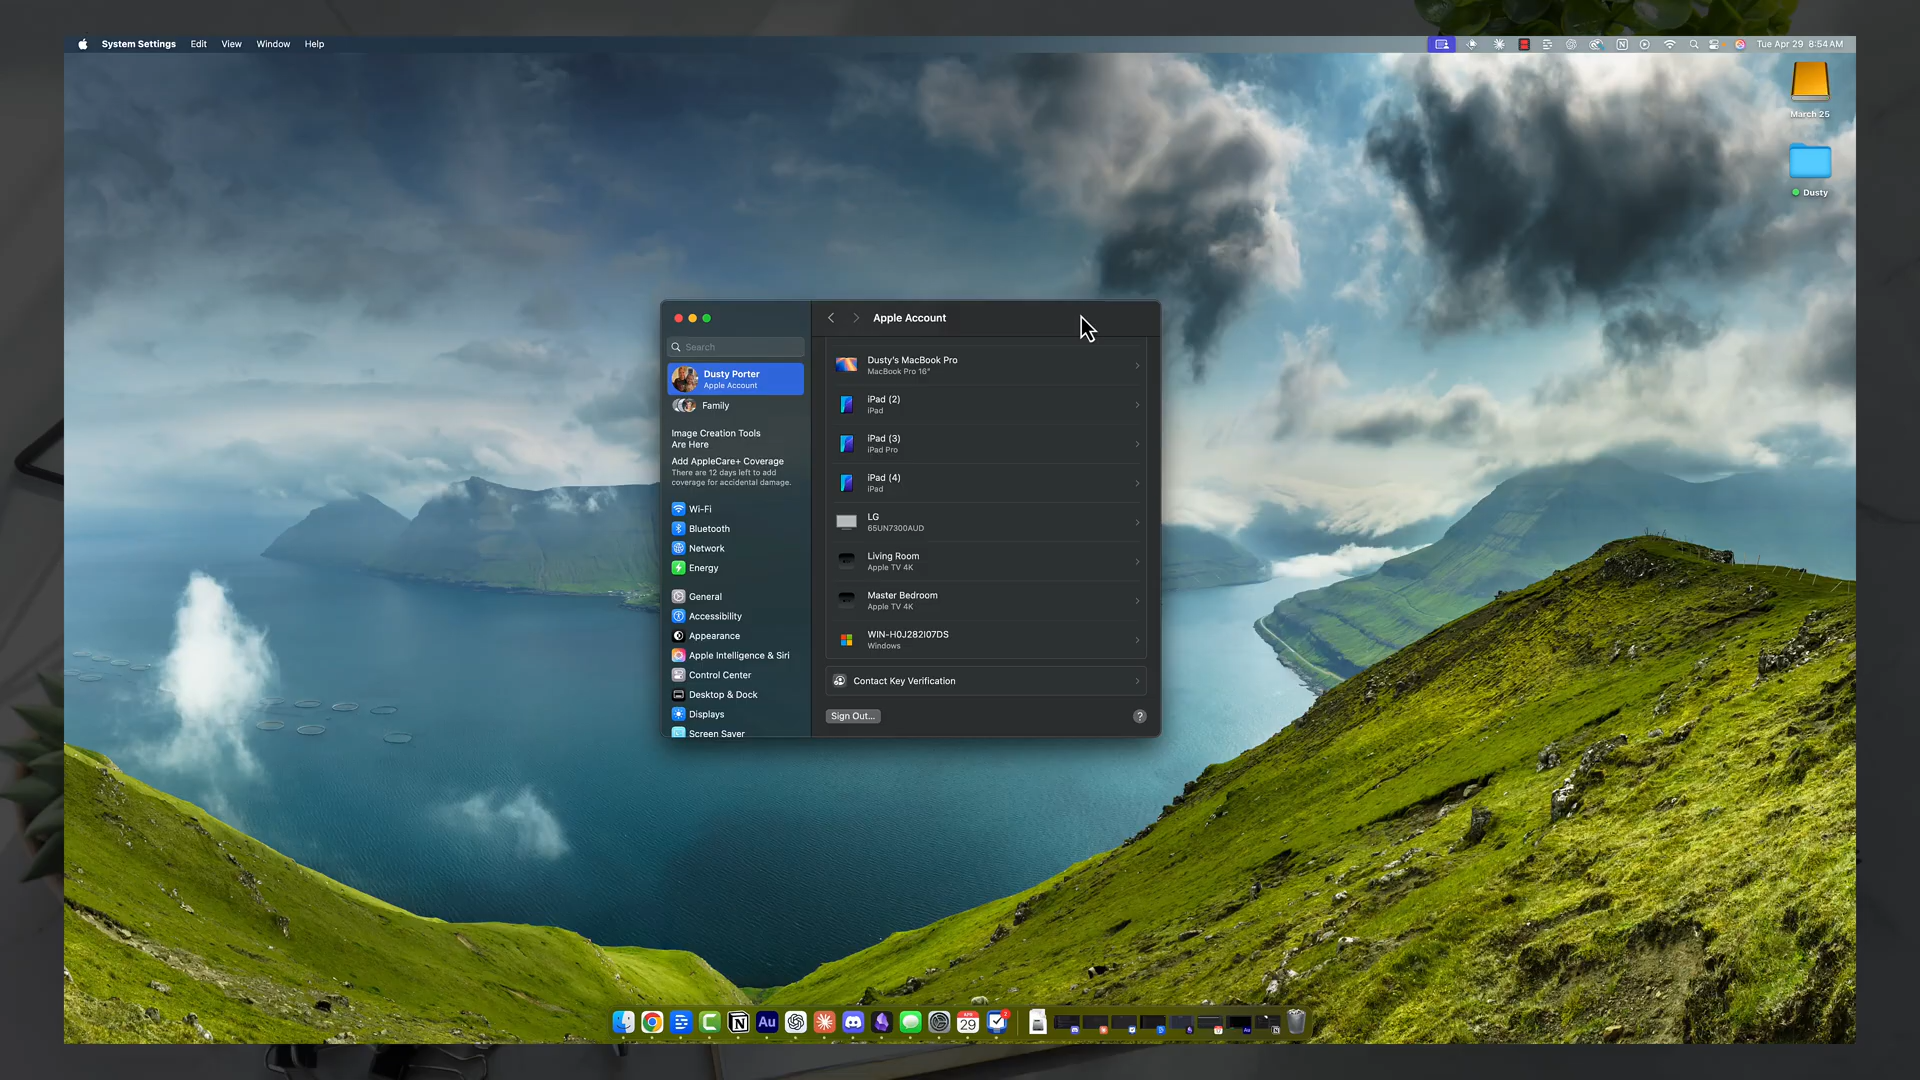 System Settings Edit View Window Help
Tue Apr 29 8:54 AM
March 25
Dusty
Apple Account
Search
Dusty Porter
Apple Account
Family
Image Creation Tools
Are Here
Add AppleCare+ Coverage
There are 12 days left to add
coverage for accidental damage.
Wi-Fi
Bluetooth
Network
Energy
General
Accessibility
Appearance
Apple Intelligence & Siri
Control Center
Desktop & Dock
Displays
Screen Saver
Dusty's MacBook Pro
MacBook Pro 16"
iPad (2)
iPad
iPad (3)
iPad Pro
iPad (4)
iPad
LG
65UN7300AUD
Living Room
Apple TV 4K
Master Bedroom
Apple TV 4K
WIN-H0J282I07DS
Windows
Contact Key Verification
Sign Out...
?
Au
APR
29